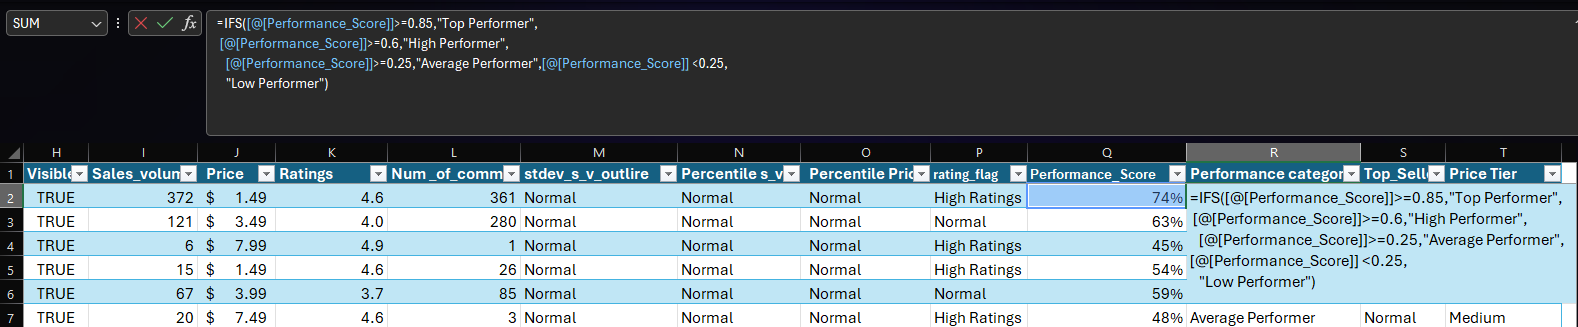 SUM
=IFS([@[Performance_Score]]>=0.85,"Top Performer",
[@[Performance_Score]]>=0.6,"High Performer",
[@[Performance_Score]]>=0.25,"Average Performer",[@[Performance_Score]] <0.25,
"Low Performer")
H I J K L M N O P Q R S T
1 Visible Sales_volum Price Ratings Num _of_comm stdev_s_v_outlire Percentile s_v Percentile Pric rating_flag Performance_Score Performance categor Top_Sell Price Tier
2 TRUE 372 $ 1.49 4.6 361 Normal Normal Normal High Ratings 74% =IFS([@[Performance_Score]]>=0.85,"Top Performer",
3 TRUE 121 $ 3.49 4.0 280 Normal Normal Normal Normal 63% [@[Performance_Score]]>=0.6,"High Performer",
4 TRUE 6 $ 7.99 4.9 1 Normal Normal Normal High Ratings 45% [@[Performance_Score]]>=0.25,"Average Performer",
5 TRUE 15 $ 1.49 4.6 26 Normal Normal Normal High Ratings 54% [@[Performance_Score]] <0.25,
6 TRUE 67 $ 3.99 3.7 85 Normal Normal Normal Normal 59% "Low Performer")
7 TRUE 20 $ 7.49 4.6 3 Normal Normal Normal High Ratings 48% Average Performer Normal Medium